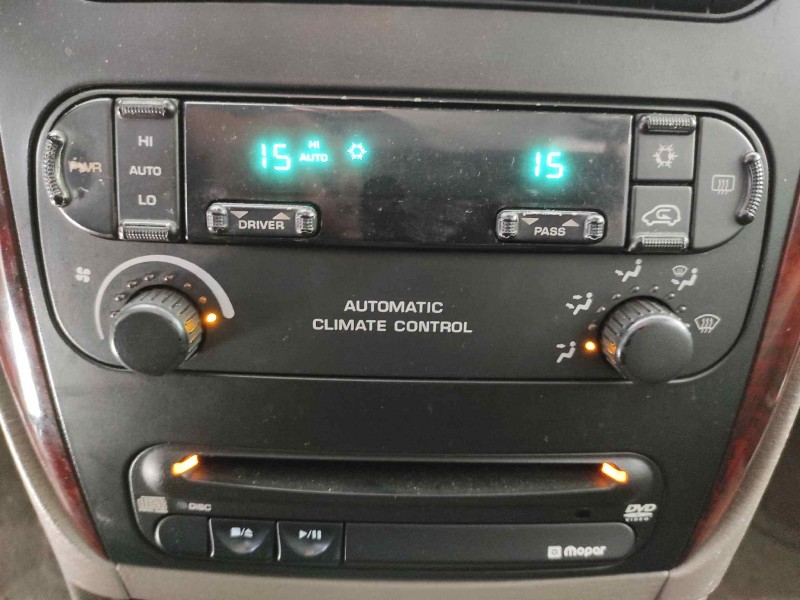 PWR
HI
AUTO
LO
15 HI AUTO
15
DRIVER
PASS
AUTOMATIC
CLIMATE CONTROL
DISC
DVD
VIDEO
mopar